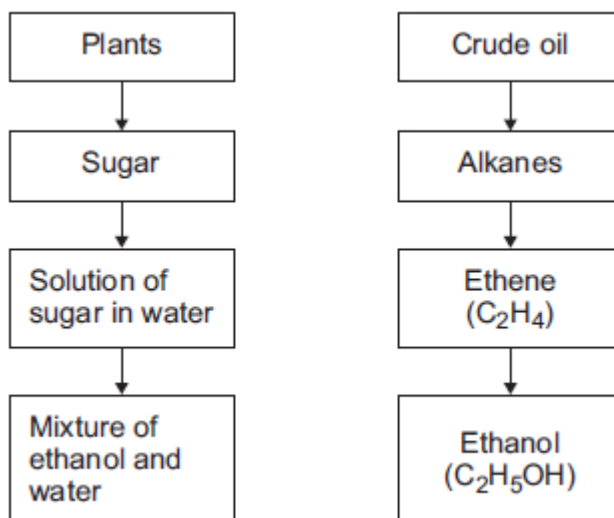 Plants
Sugar
Solution of
sugar in water
Mixture of
ethanol and
water
Crude oil
Alkanes
Ethene
(C₂H₄)
Ethanol
(C₂H₅OH)